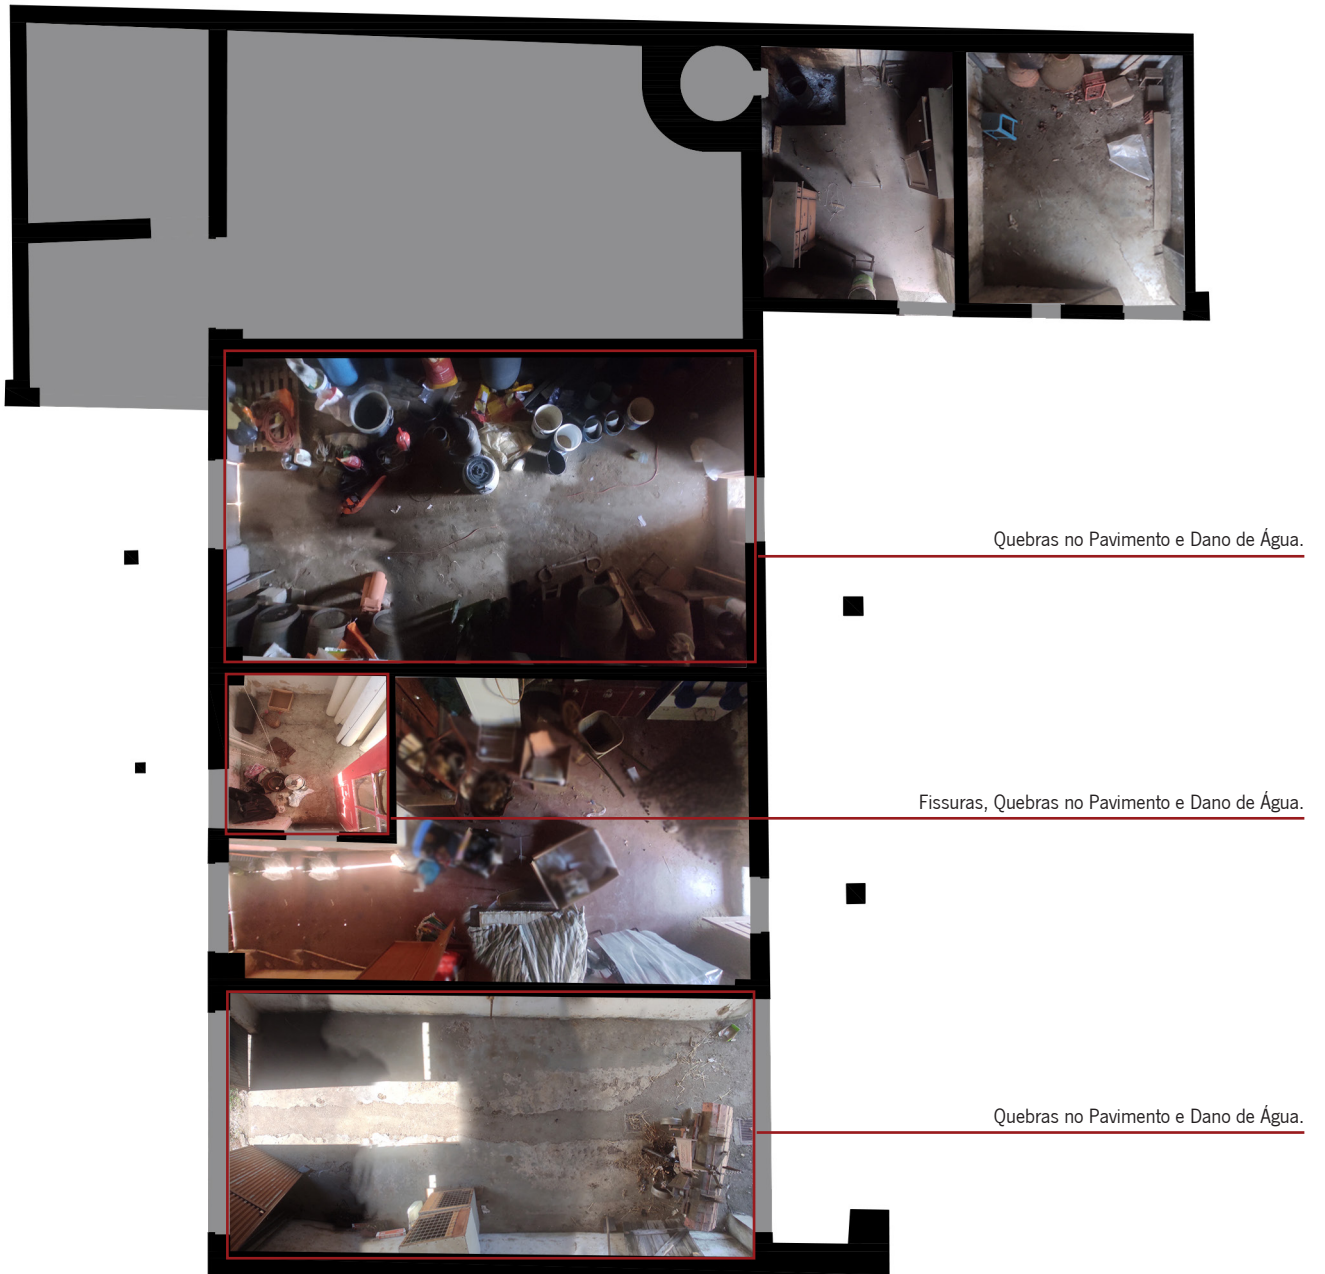 Quebras no Pavimento e Dano de Água.
Fissuras, Quebras no Pavimento e Dano de Água.
Quebras no Pavimento e Dano de Água.